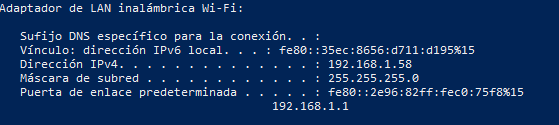 Adaptador de LAN inalámbrica Wi-Fi:
Sufijo DNS específico para la conexión. . :
Vínculo: dirección IPv6 local. . . : fe80::35ec:8656:d711:d195%15
Dirección IPv4. . . . . . . . . . . . . . : 192.168.1.58
Máscara de subred . . . . . . . . . . . . : 255.255.255.0
Puerta de enlace predeterminada . . . . . : fe80::2e96:82ff:fec0:75f8%15
192.168.1.1